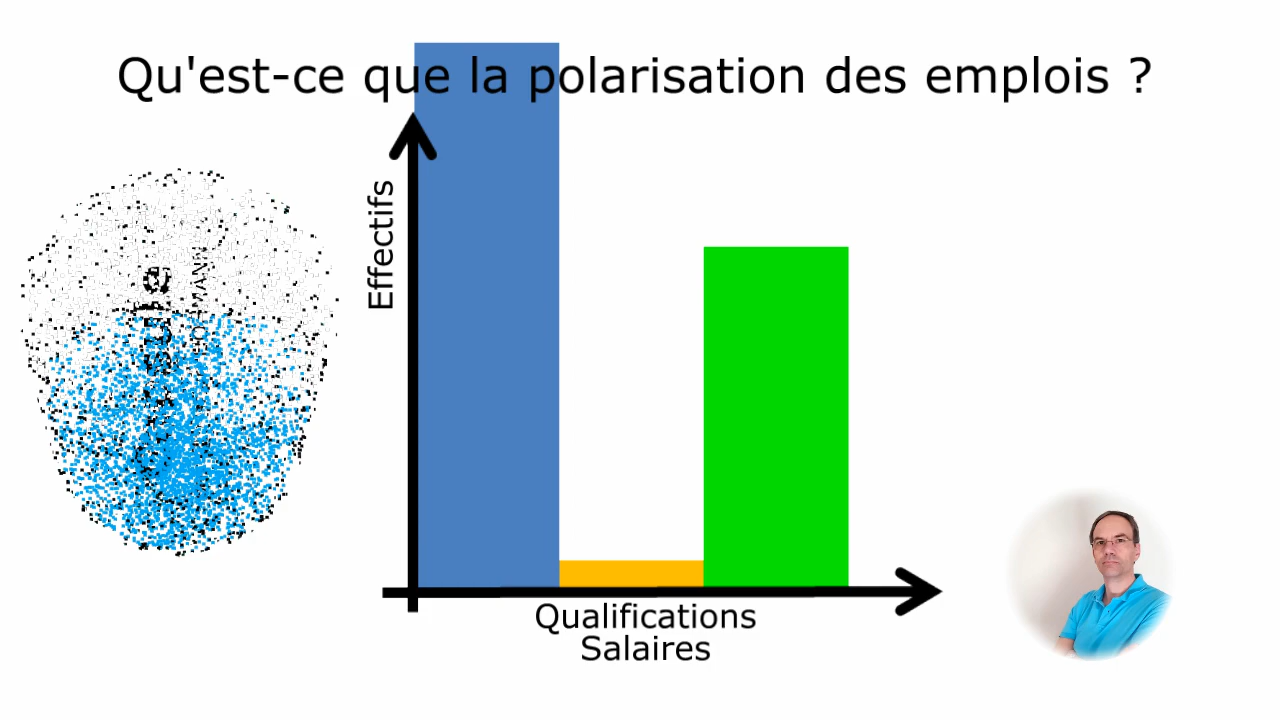 Qu'est-ce que la polarisation des emplois ?
Effectifs
Qualifications
Salaires